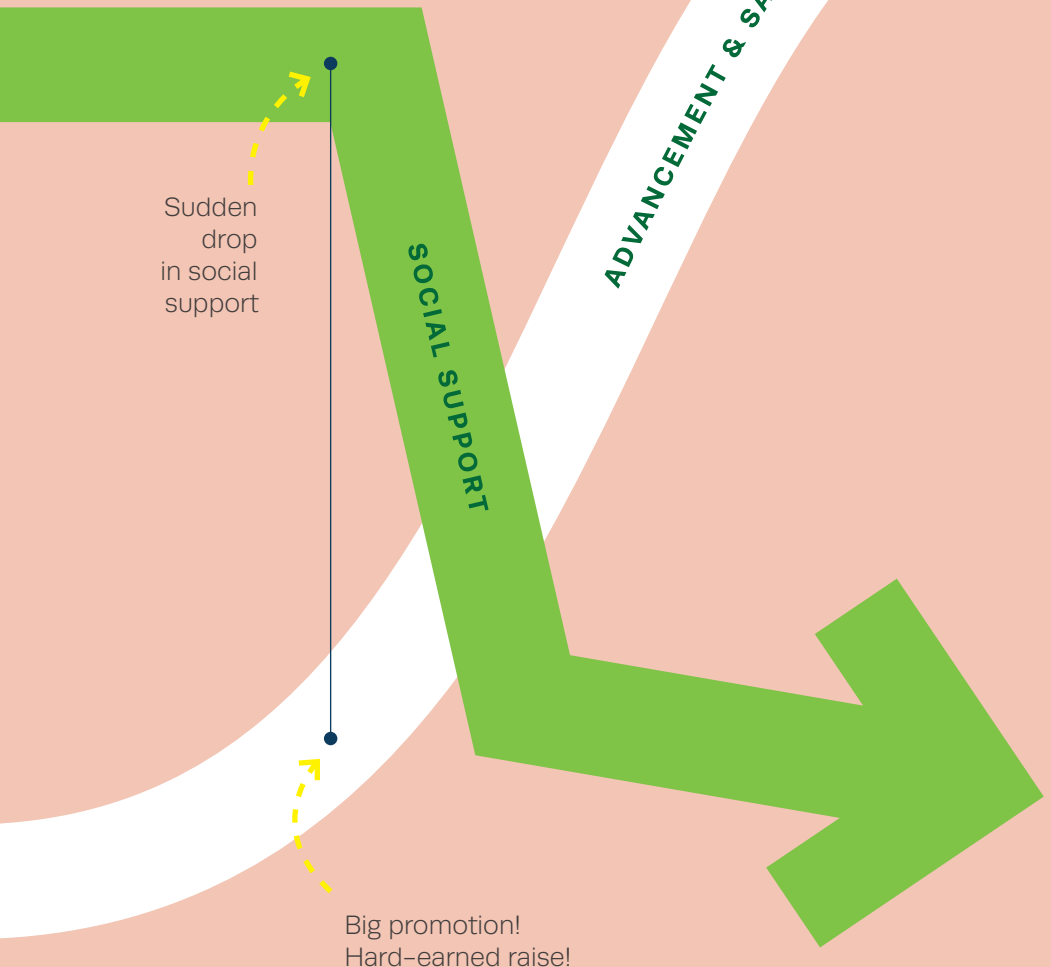 ADVANCEMENT &
Sudden
drop
in social
support
SOCIAL SUPPORT
Big promotion!
Hard-earned raise!